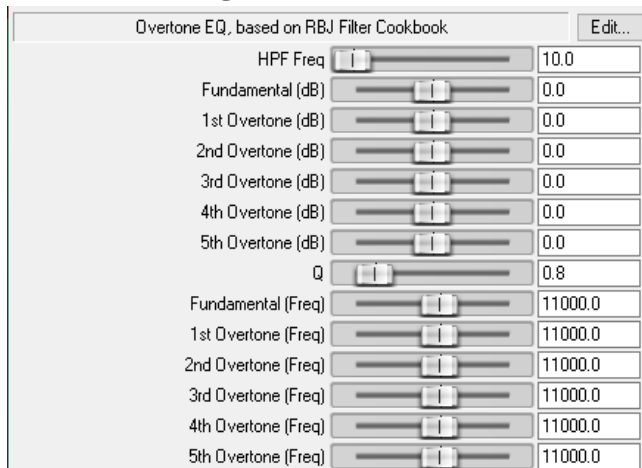 Overtone EQ, based on RBJ Filter Cookbook Edit...
HPF Freq 10.0
Fundamental (dB) 0.0
1st Overtone (dB) 0.0
2nd Overtone (dB) 0.0
3rd Overtone (dB) 0.0
4th Overtone (dB) 0.0
5th Overtone (dB) 0.0
Q 0.8
Fundamental (Freq) 11000.0
1st Overtone (Freq) 11000.0
2nd Overtone (Freq) 11000.0
3rd Overtone (Freq) 11000.0
4th Overtone (Freq) 11000.0
5th Overtone (Freq) 11000.0